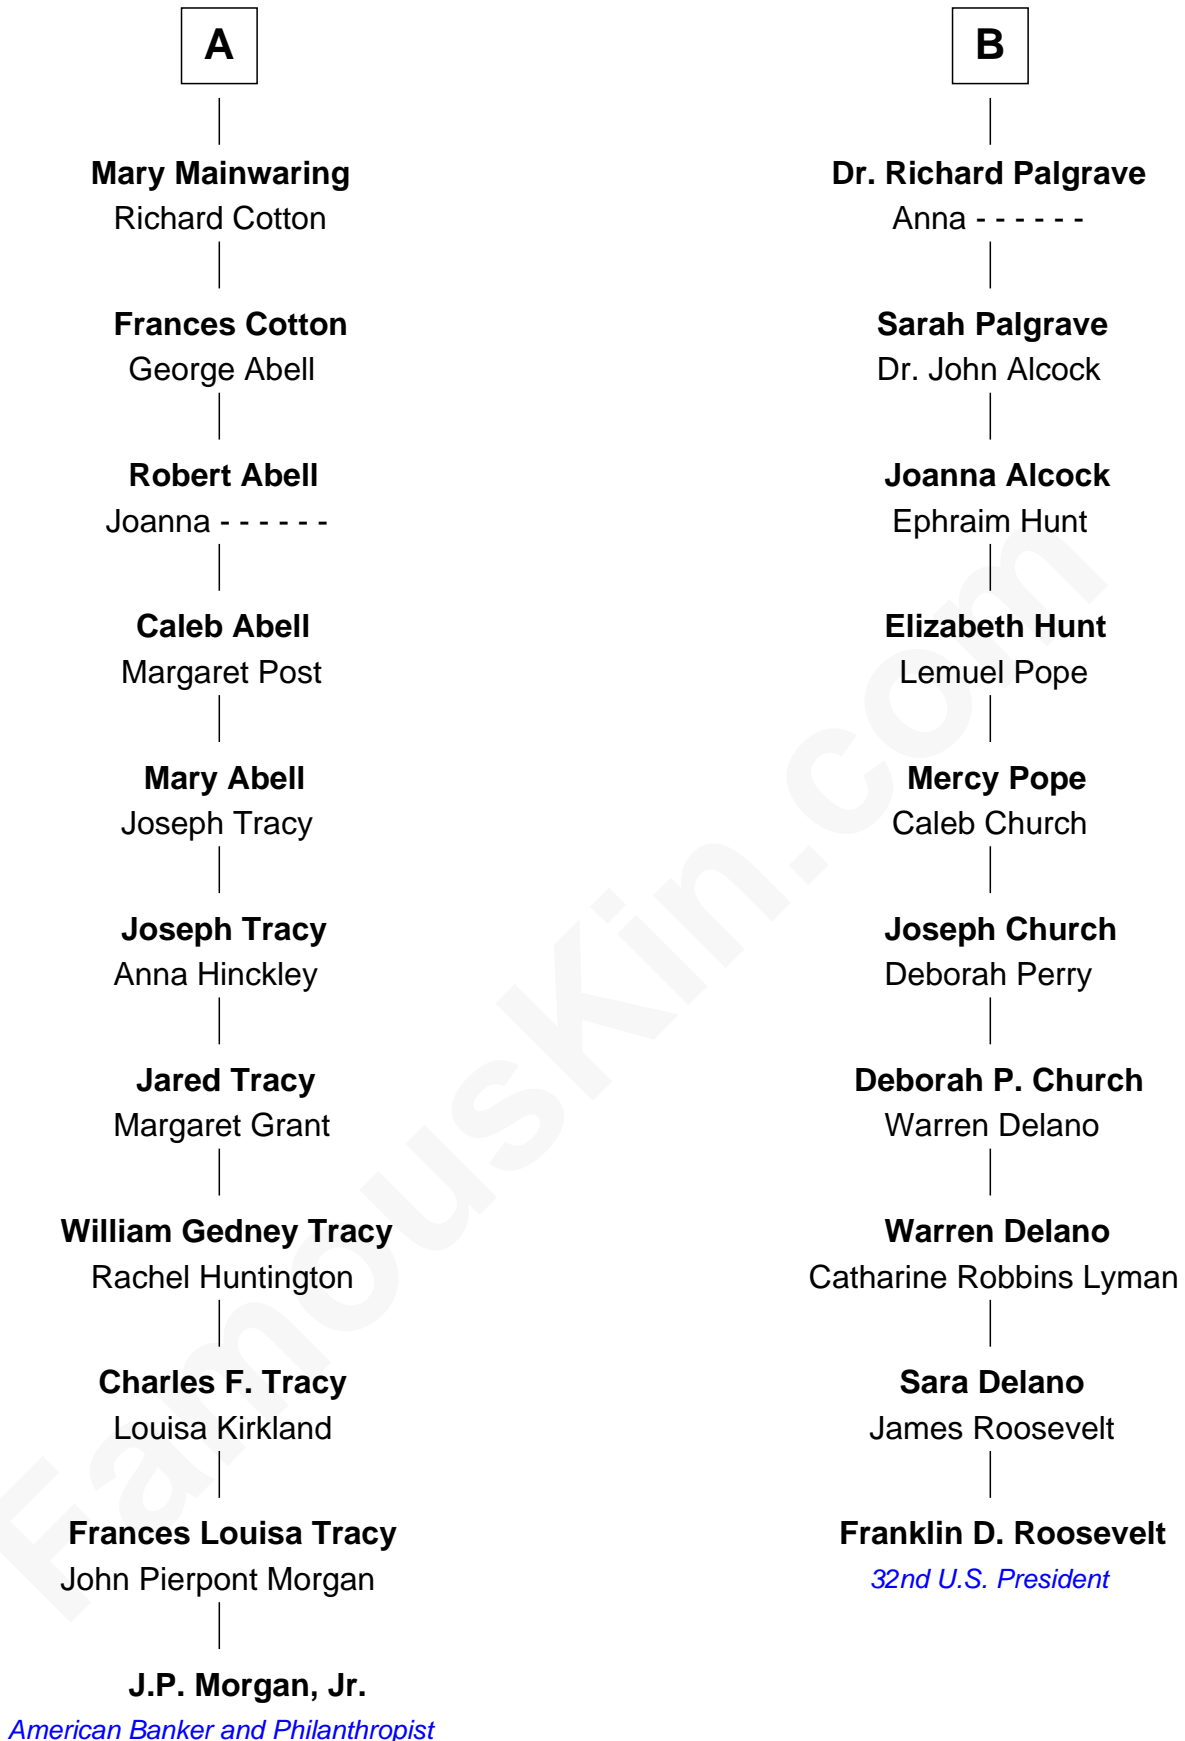 A
Mary Mainwaring
Richard Cotton
Frances Cotton
George Abell
Robert Abell
Joanna - - - - - -
Caleb Abell
Margaret Post
Mary Abell
Joseph Tracy
Joseph Tracy
Anna Hinckley
Jared Tracy
Margaret Grant
William Gedney Tracy
Rachel Huntington
Charles F. Tracy
Louisa Kirkland
Frances Louisa Tracy
John Pierpont Morgan
J.P. Morgan, Jr.
American Banker and Philanthropist
B
Dr. Richard Palgrave
Anna - - - - - -
Sarah Palgrave
Dr. John Alcock
Joanna Alcock
Ephraim Hunt
Elizabeth Hunt
Lemuel Pope
Mercy Pope
Caleb Church
Joseph Church
Deborah Perry
Deborah P. Church
Warren Delano
Warren Delano
Catharine Robbins Lyman
Sara Delano
James Roosevelt
Franklin D. Roosevelt
32nd U.S. President
FamousKin.com